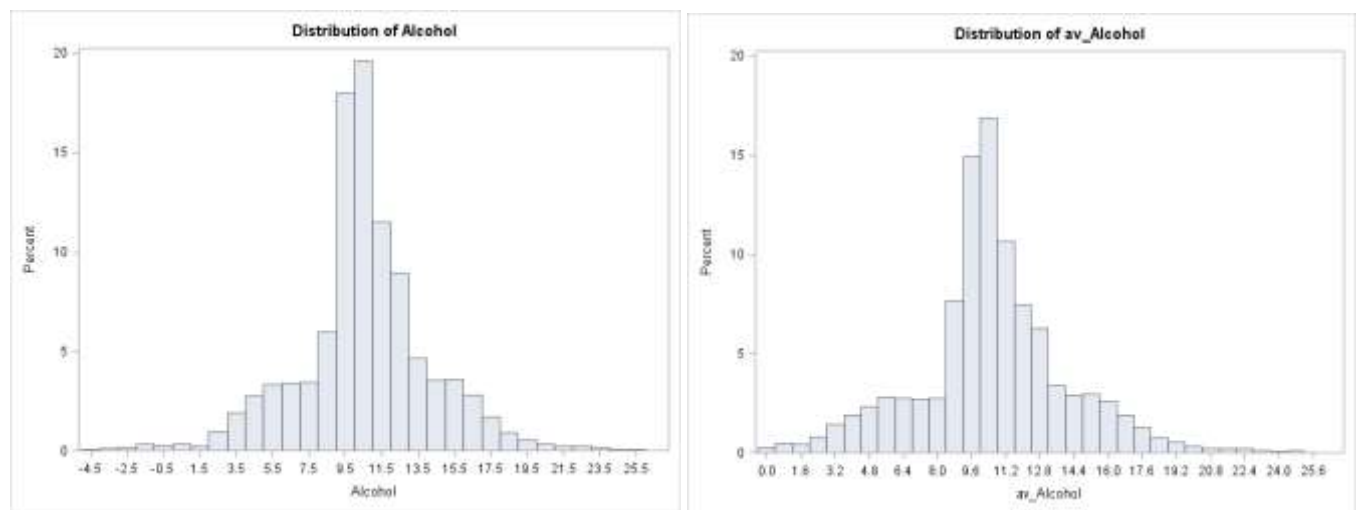 Distribution of Alcohol
20
15
10
5
0
Percent
-4.5 -2.5 -0.5 1.5 3.5 5.5 7.5 9.5 11.5 13.5 15.5 17.5 19.5 21.5 23.5 25.5
Alcohol
Distribution of av_Alcohol
20
15
10
5
0
Percent
0.0 1.6 3.2 4.8 6.4 8.0 9.6 11.2 12.8 14.4 16.0 17.6 19.2 20.8 22.4 24.0 25.6
av_Alcohol